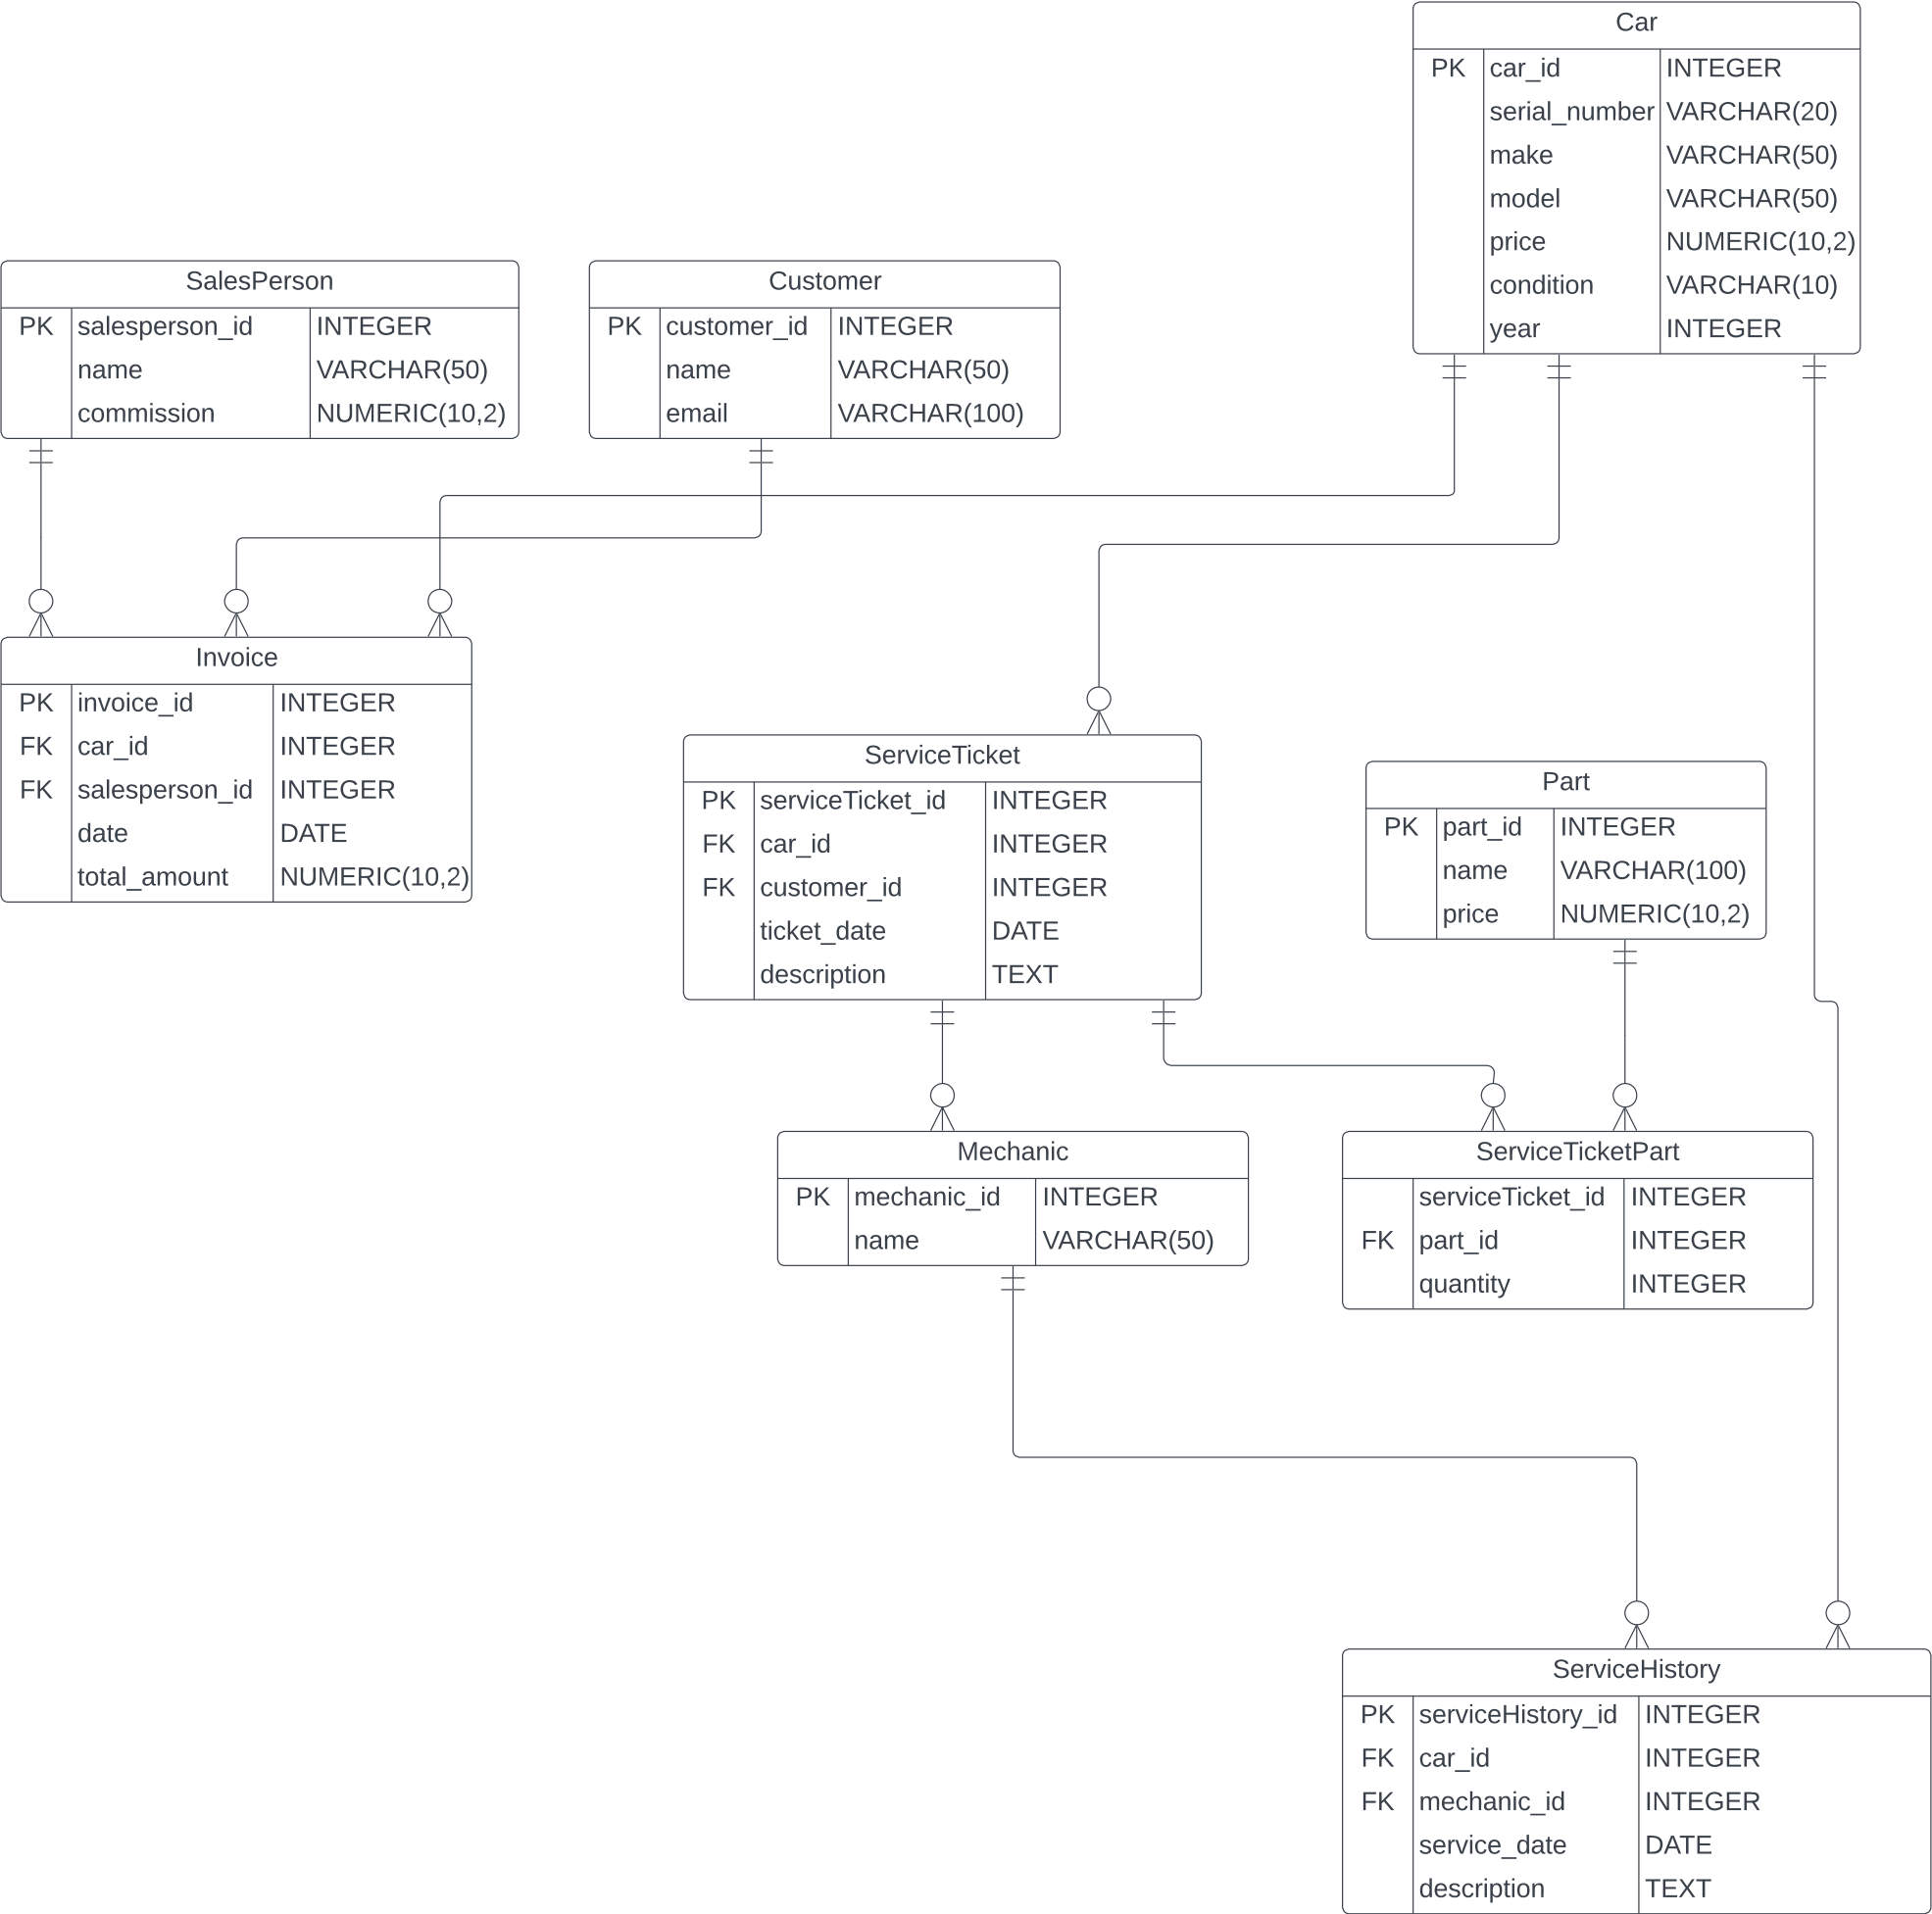 Car
PK car_id INTEGER
serial_number VARCHAR(20)
make VARCHAR(50)
model VARCHAR(50)
price NUMERIC(10,2)
condition VARCHAR(10)
year INTEGER
SalesPerson
PK salesperson_id INTEGER
name VARCHAR(50)
commission NUMERIC(10,2)
Customer
PK customer_id INTEGER
name VARCHAR(50)
email VARCHAR(100)
Invoice
PK invoice_id INTEGER
FK car_id INTEGER
FK salesperson_id INTEGER
date DATE
total_amount NUMERIC(10,2)
ServiceTicket
PK serviceTicket_id INTEGER
FK car_id INTEGER
FK customer_id INTEGER
ticket_date DATE
description TEXT
Part
PK part_id INTEGER
name VARCHAR(100)
price NUMERIC(10,2)
Mechanic
PK mechanic_id INTEGER
name VARCHAR(50)
ServiceTicketPart
serviceTicket_id INTEGER
FK part_id INTEGER
quantity INTEGER
ServiceHistory
PK serviceHistory_id INTEGER
FK car_id INTEGER
FK mechanic_id INTEGER
service_date DATE
description TEXT